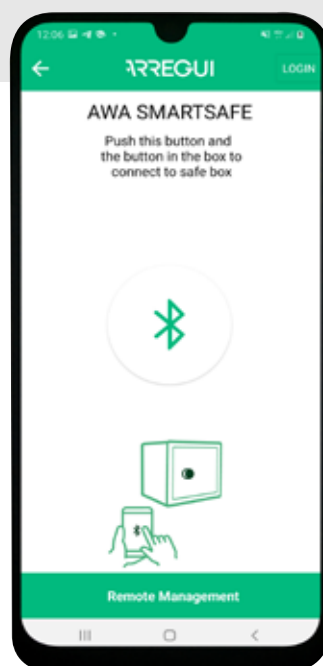 12:06
ARREGUI
LOGIN
AWA SMARTSAFE
Push this button and
the button in the box to
connect to safe box
Remote Management